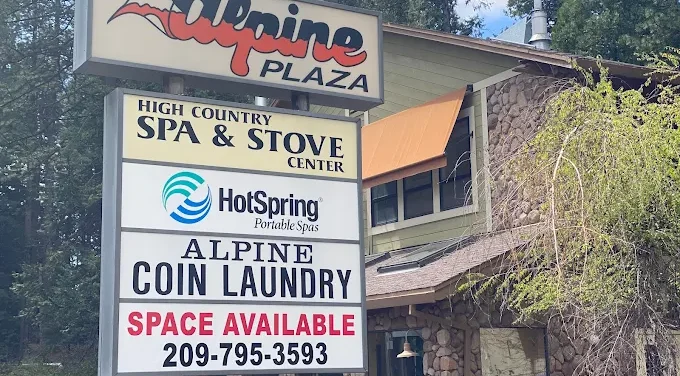 Alpine
PLAZA
HIGH COUNTRY
SPA & STOVE
CENTER
HotSpring®
Portable Spas
ALPINE
COIN LAUNDRY
SPACE AVAILABLE
209-795-3593